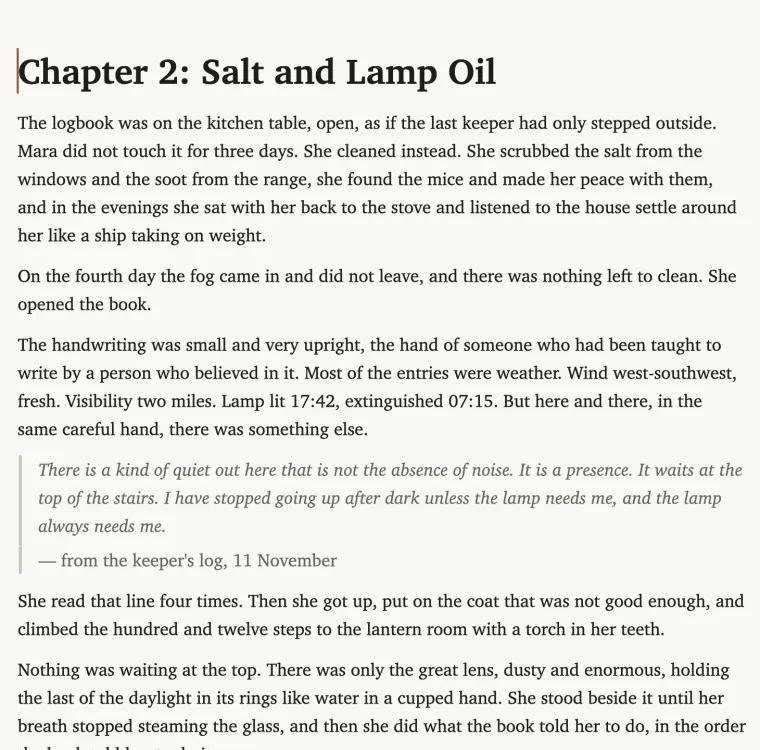 Chapter 2: Salt and Lamp Oil
The logbook was on the kitchen table, open, as if the last keeper had only stepped outside.
Mara did not touch it for three days. She cleaned instead. She scrubbed the salt from the
windows and the soot from the range, she found the mice and made her peace with them,
and in the evenings she sat with her back to the stove and listened to the house settle around
her like a ship taking on weight.
On the fourth day the fog came in and did not leave, and there was nothing left to clean. She
opened the book.
The handwriting was small and very upright, the hand of someone who had been taught to
write by a person who believed in it. Most of the entries were weather. Wind west-southwest,
fresh. Visibility two miles. Lamp lit 17:42, extinguished 07:15. But here and there, in the
same careful hand, there was something else.
There is a kind of quiet out here that is not the absence of noise. It is a presence. It waits at the
top of the stairs. I have stopped going up after dark unless the lamp needs me, and the lamp
always needs me.
— from the keeper's log, 11 November
She read that line four times. Then she got up, put on the coat that was not good enough, and
climbed the hundred and twelve steps to the lantern room with a torch in her teeth.
Nothing was waiting at the top. There was only the great lens, dusty and enormous, holding
the last of the daylight in its rings like water in a cupped hand. She stood beside it until her
breath stopped steaming the glass, and then she did what the book told her to do, in the order